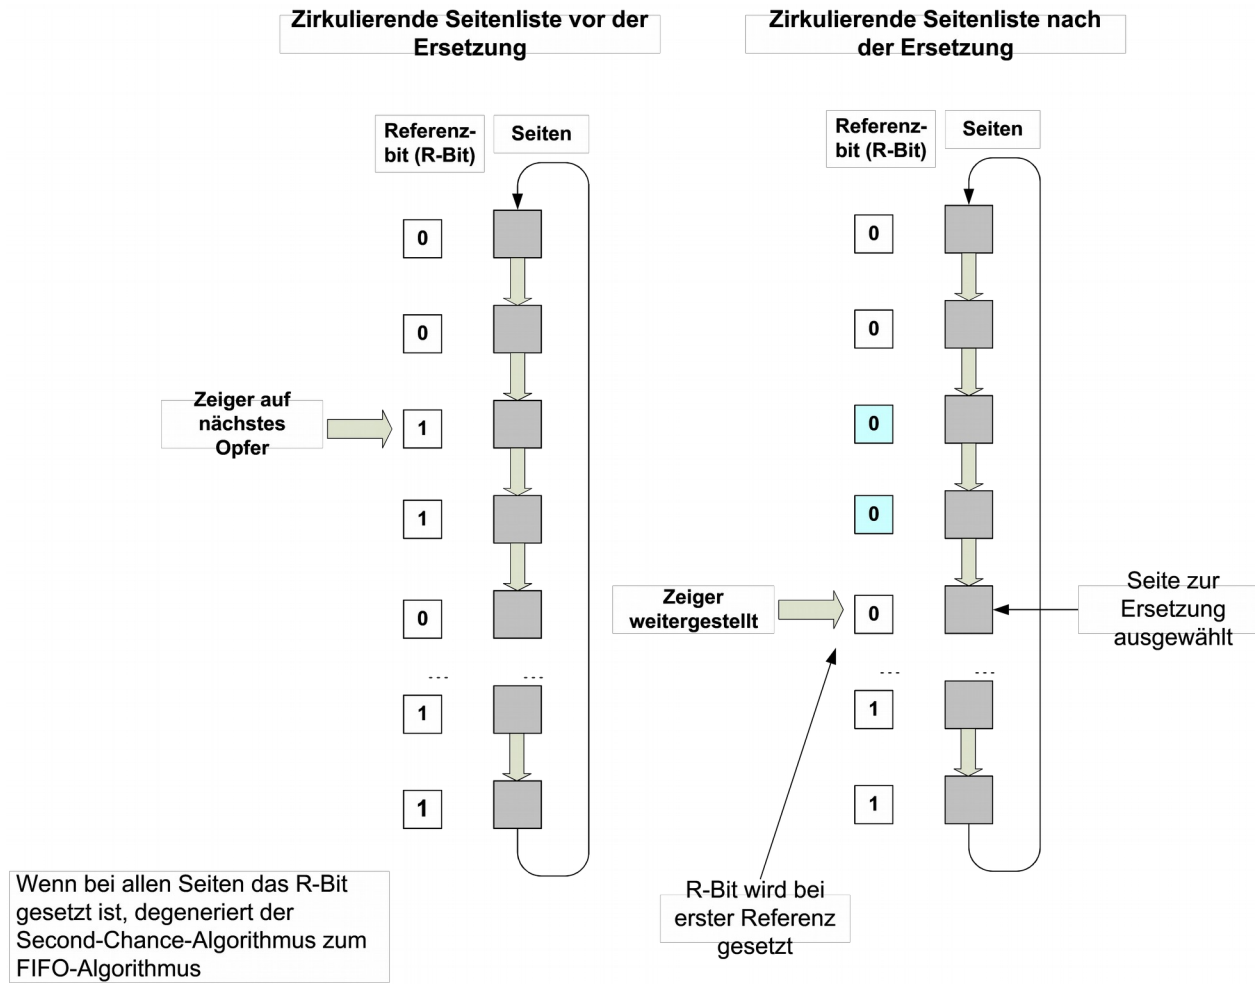 Zirkulierende Seitenliste vor der
Ersetzung
Referenz-
bit (R-Bit)
Seiten
0
0
Zeiger auf
nächstes
Opfer
1
1
0
...
...
1
1
Wenn bei allen Seiten das R-Bit
gesetzt ist, degeneriert der
Second-Chance-Algorithmus zum
FIFO-Algorithmus
Zirkulierende Seitenliste nach
der Ersetzung
Referenz-
bit (R-Bit)
Seiten
0
0
0
0
Zeiger
weitergestellt
0
Seite zur
Ersetzung
ausgewählt
...
...
1
1
R-Bit wird bei
erster Referenz
gesetzt